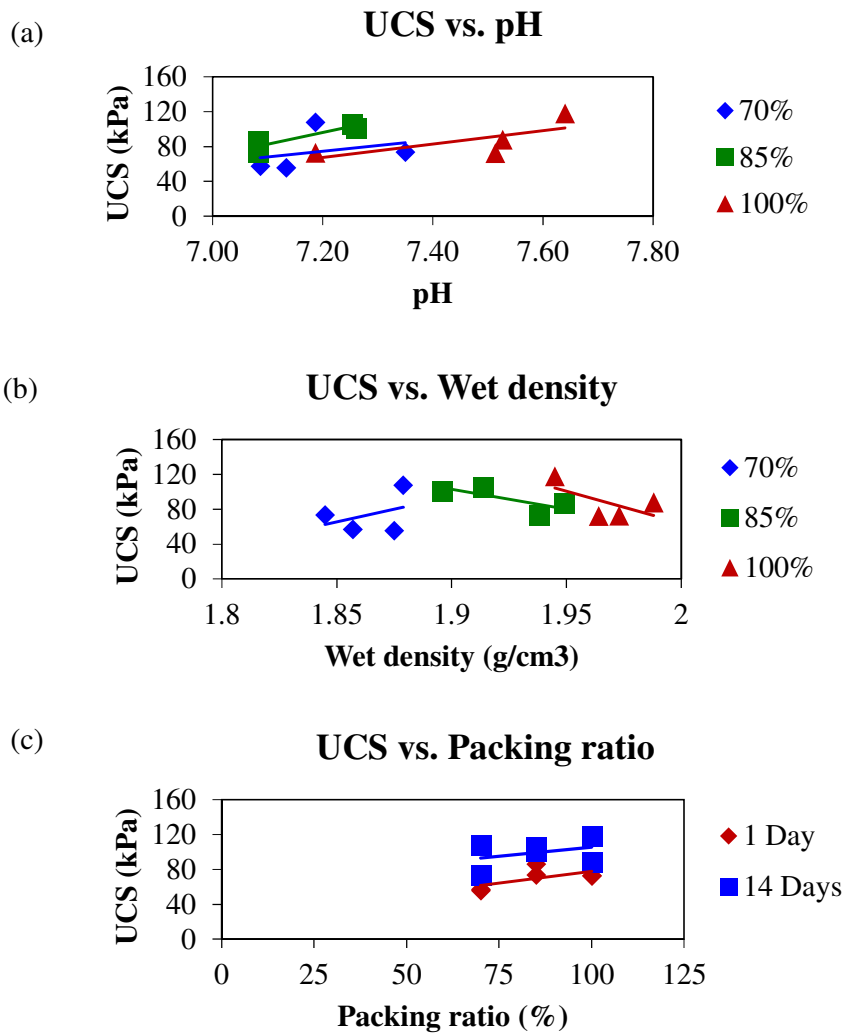 (a)
UCS vs. pH
UCS (kPa)
160
120
80
40
0
7.00 7.20 7.40 7.60 7.80
pH
70%
85%
100%
(b)
UCS vs. Wet density
UCS (kPa)
160
120
80
40
0
1.8 1.85 1.9 1.95 2
Wet density (g/cm3)
70%
85%
100%
(c)
UCS vs. Packing ratio
UCS (kPa)
160
120
80
40
0
0 25 50 75 100 125
Packing ratio (%)
1 Day
14 Days